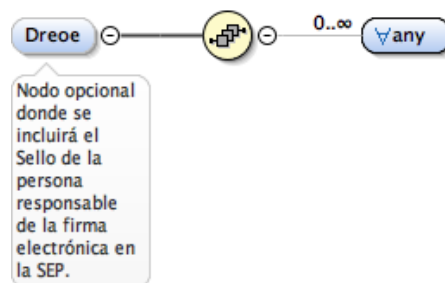 Dreoe
0..∞
∀any
Nodo opcional
donde se
incluirá el
Sello de la
persona
responsable
de la firma
electrónica en
la SEP.